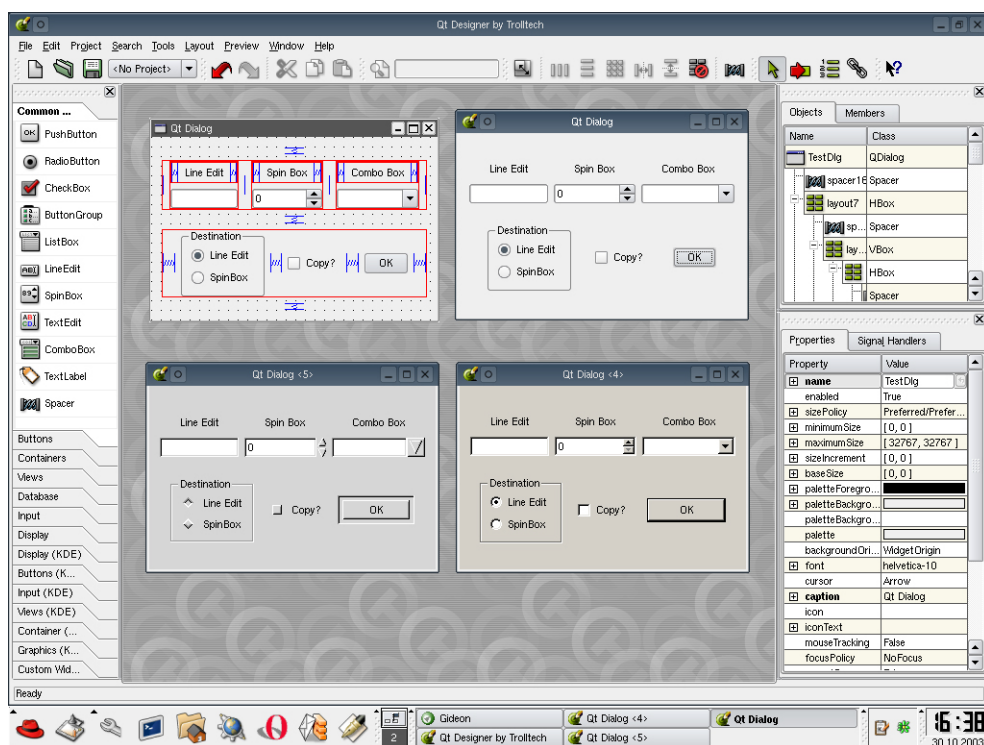 Qt Designer by Trolltech
File Edit Project Search Tools Layout Preview Window Help
<No Project>
Common ...
PushButton
RadioButton
CheckBox
ButtonGroup
ListBox
LineEdit
SpinBox
TextEdit
ComboBox
TextLabel
Spacer
Buttons
Containers
Views
Database
Input
Display
Display (KDE)
Buttons (K...
Input (KDE)
Views (KDE)
Container (...
Graphics (K...
Custom Wid...
Qt Dialog
Line Edit Spin Box Combo Box
0
Destination
Line Edit
SpinBox
Copy?
OK
Qt Dialog
Line Edit Spin Box Combo Box
0
Destination
Line Edit
SpinBox
Copy?
OK
Qt Dialog <5>
Line Edit Spin Box Combo Box
0
Destination
Line Edit
SpinBox
Copy?
OK
Qt Dialog <4>
Line Edit Spin Box Combo Box
0
Destination
Line Edit
SpinBox
Copy?
OK
Objects Members
Name Class
TestDlg QDialog
spacer16 Spacer
layout7 HBox
sp... Spacer
lay... VBox
HBox
Spacer
Properties Signal Handlers
Property Value
name TestDlg
enabled True
sizePolicy Preferred/Prefer...
minimumSize [ 0, 0 ]
maximumSize [ 32767, 32767 ]
sizeIncrement [ 0, 0 ]
baseSize [ 0, 0 ]
paletteForegro...
paletteBackgro...
paletteBackgro...
palette
backgroundOri... WidgetOrigin
font helvetica-10
cursor Arrow
caption Qt Dialog
icon
iconText
mouseTracking False
focusPolicy NoFocus
Ready
2
Gideon
Qt Designer by Trolltech
Qt Dialog <4>
Qt Dialog <5>
Qt Dialog
16:38
30.10.2003